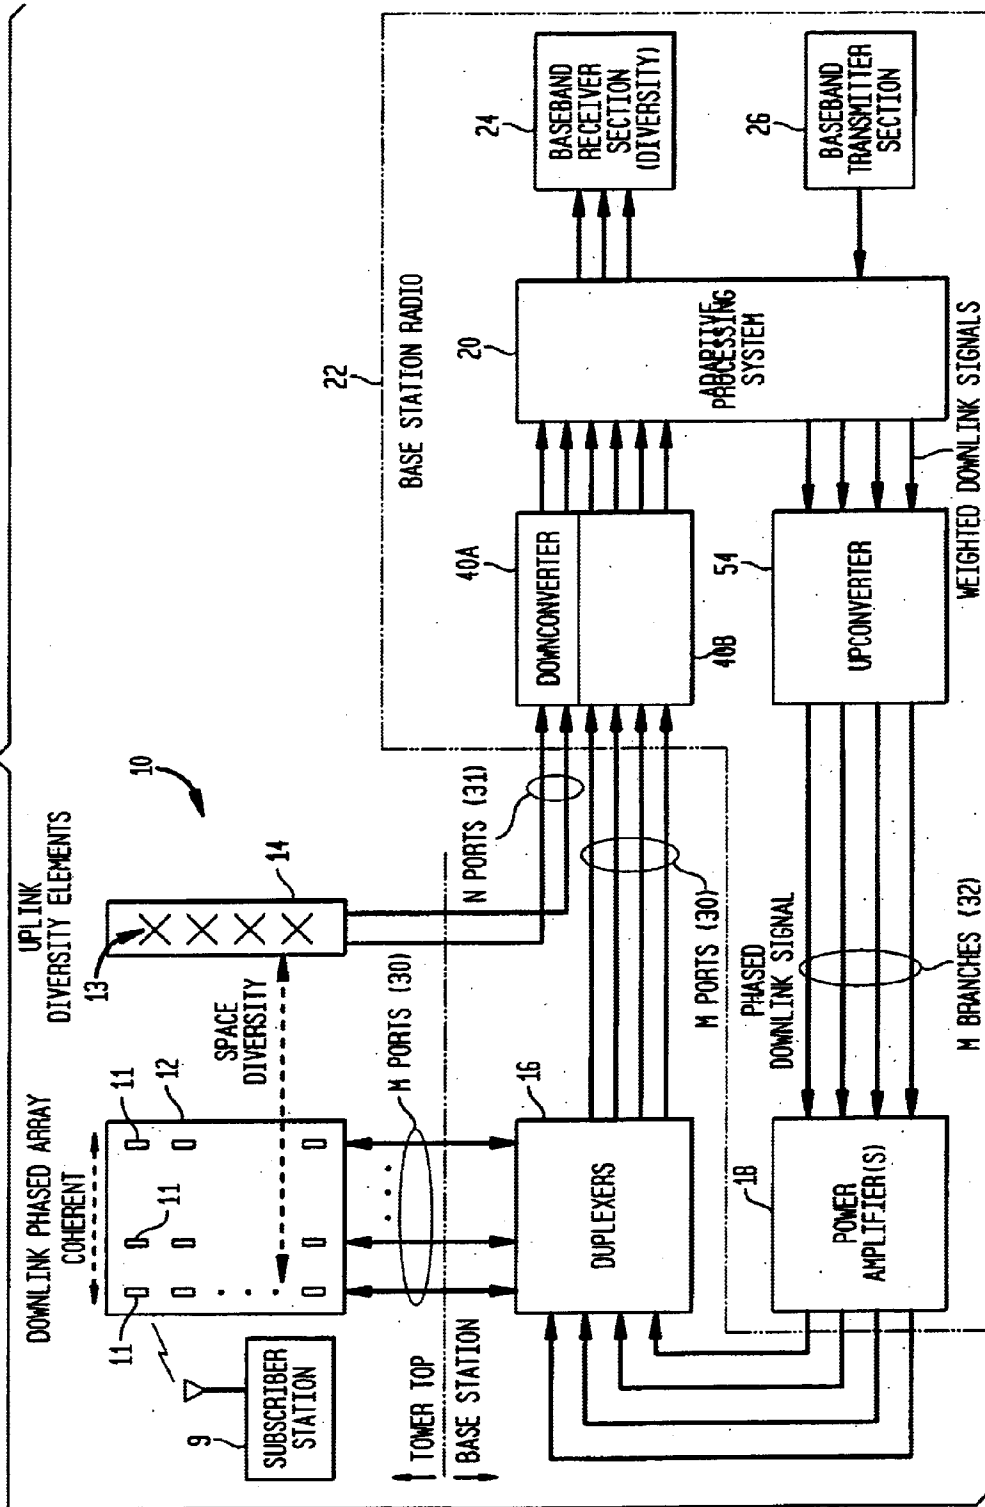 DOWNLINK PHASED ARRAY
COHERENT
UPLINK
DIVERSITY ELEMENTS
10
11
11
11
12
13
14
SPACE
DIVERSITY
SUBSCRIBER
STATION
9
M PORTS (30)
TOWER TOP
BASE STATION
N PORTS (31)
22
BASE STATION RADIO
16
DUPLEXERS
M PORTS (30)
40A
DOWNCONVERTER
40B
20
ADAPTIVE
PROCESSING
SYSTEM
24
BASEBAND
RECEIVER
SECTION
(DIVERSITY)
26
BASEBAND
TRANSMITTER
SECTION
18
POWER
AMPLIFIER(S)
PHASED
DOWNLINK SIGNAL
M BRANCHES (32)
54
UPCONVERTER
WEIGHTED DOWNLINK SIGNALS